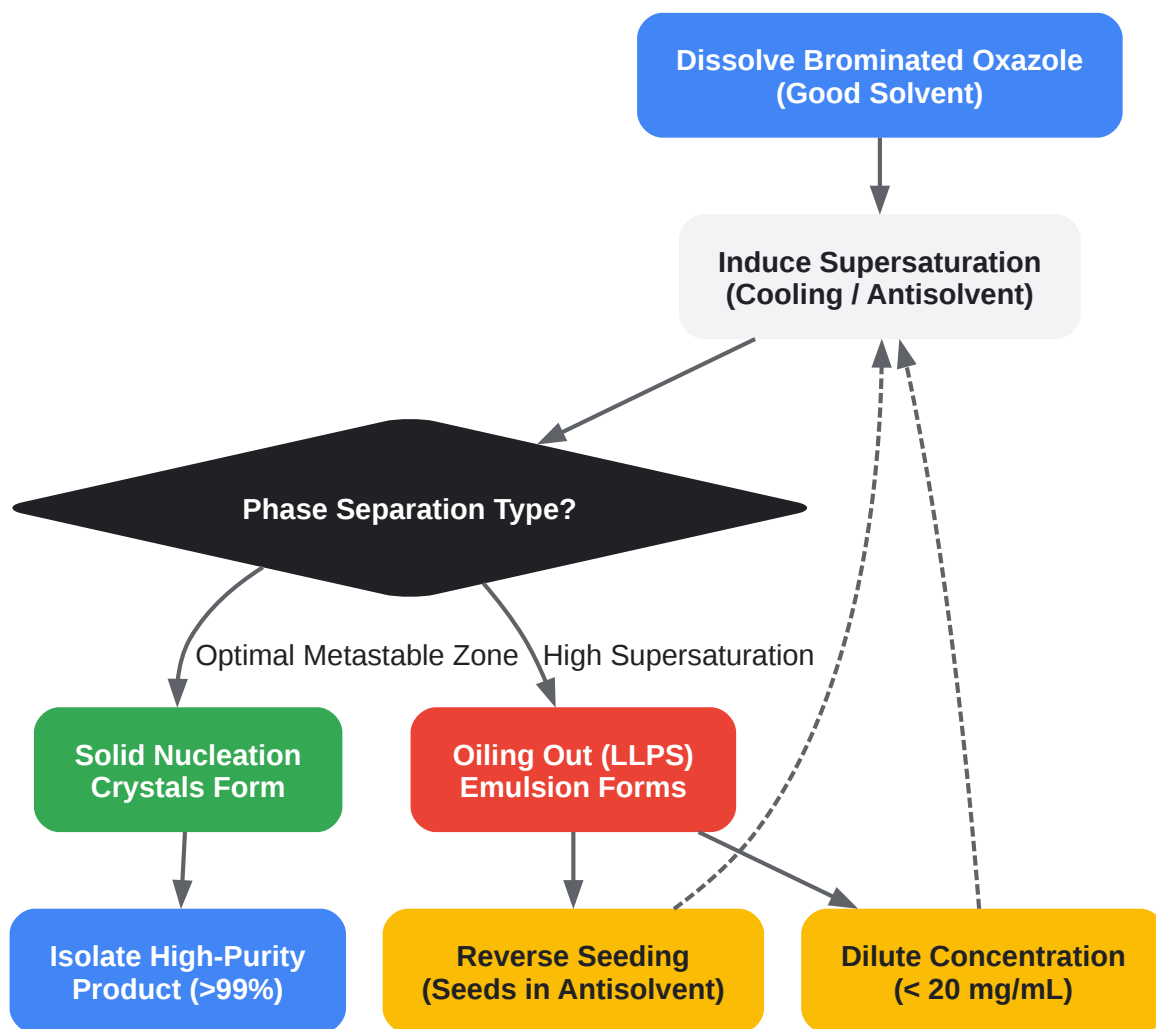 Dissolve Brominated Oxazole
(Good Solvent)
Induce Supersaturation
(Cooling / Antisolvent)
Phase Separation Type?
Optimal Metastable Zone
High Supersaturation
Solid Nucleation
Crystals Form
Oiling Out (LLPS)
Emulsion Forms
Isolate High-Purity
Product (>99%)
Reverse Seeding
(Seeds in Antisolvent)
Dilute Concentration
(< 20 mg/mL)